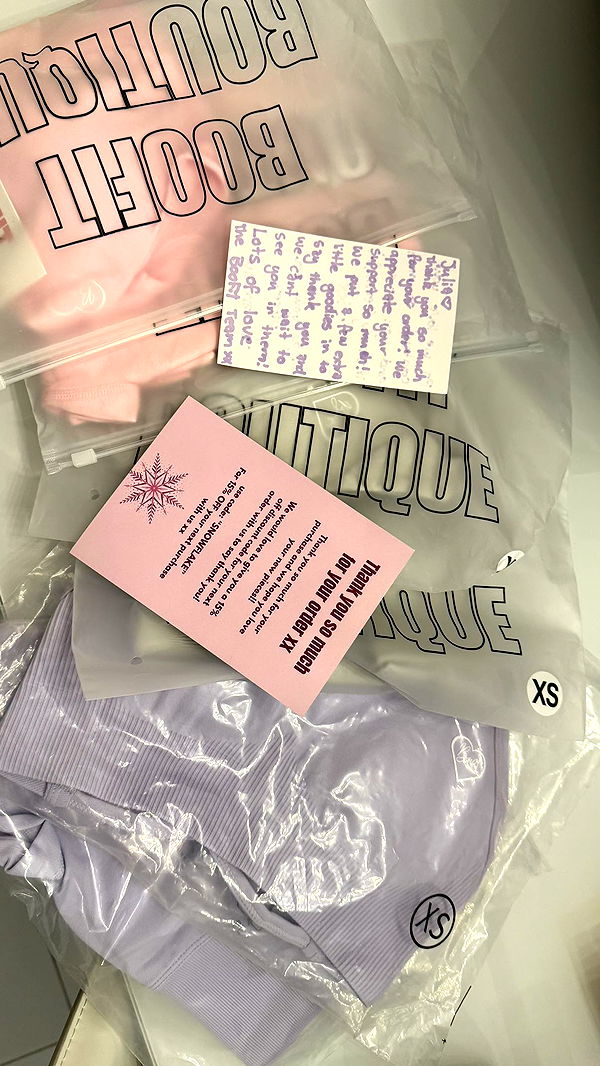 BOUTIQU
BOOFIT
Julia
thank you so much
for your order! We
appreciate your
support so much!
We put a few extra
little goodies in to
say thank you and
we can't wait to
see you in them!
Lots of love
the BOOFIT Team xx
OUTIQUE
Thank you so much
for your order xx
Thank you so much for your
purchase and we hope you love
your new pieces!
We would love to give you a 15%
off discount code for your next
order with us to say thank you!
use code: "SNOWFLAKE"
For 15% OFF your next purchase
with us xx
IQUE
XS
XS